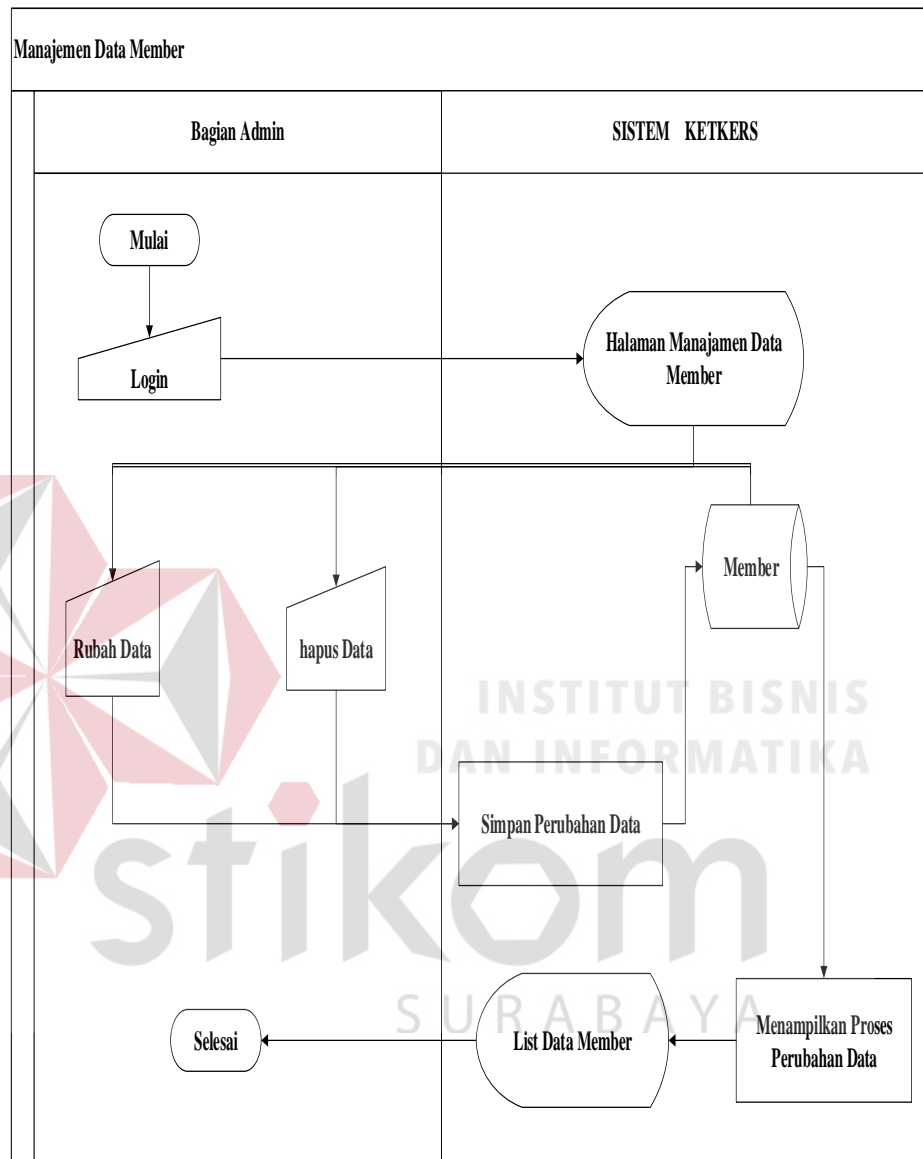 Manajemen Data Member
Bagian Admin
SISTEM KETKERS
Mulai
Login
Halaman Manajamen Data
Member
Rubah Data
hapus Data
Member
INSTITUT BISNIS
DAN INFORMATIKA
Simpan Perubahan Data
stikom
SURABAYA
Selesai
List Data Member
Menampilkan Proses
Perubahan Data